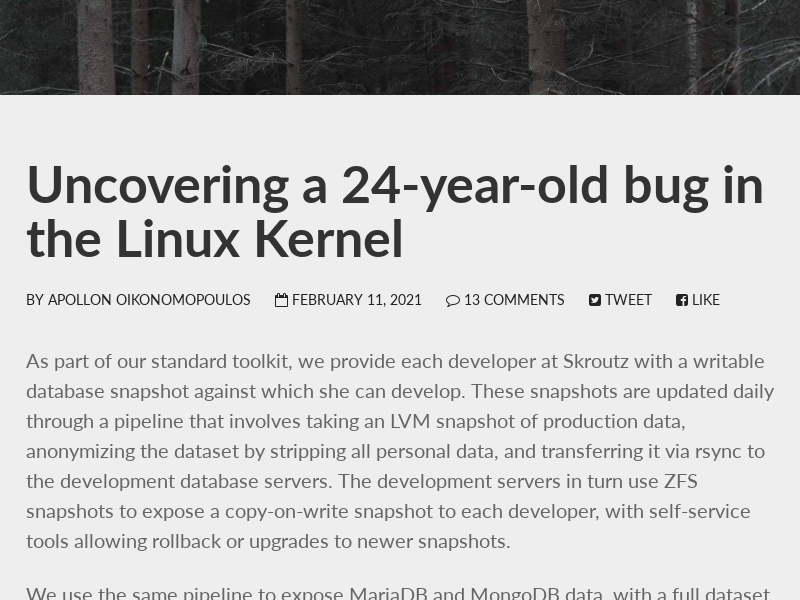 Uncovering a 24-year-old bug in
the Linux Kernel
BY APOLLON OIKONOMOPOULOS FEBRUARY 11, 2021 13 COMMENTS TWEET LIKE
As part of our standard toolkit, we provide each developer at Skroutz with a writable
database snapshot against which she can develop. These snapshots are updated daily
through a pipeline that involves taking an LVM snapshot of production data,
anonymizing the dataset by stripping all personal data, and transferring it via rsync to
the development database servers. The development servers in turn use ZFS
snapshots to expose a copy-on-write snapshot to each developer, with self-service
tools allowing rollback or upgrades to newer snapshots.
We use the same pipeline to expose MariaDB and MongoDB data, with a full dataset